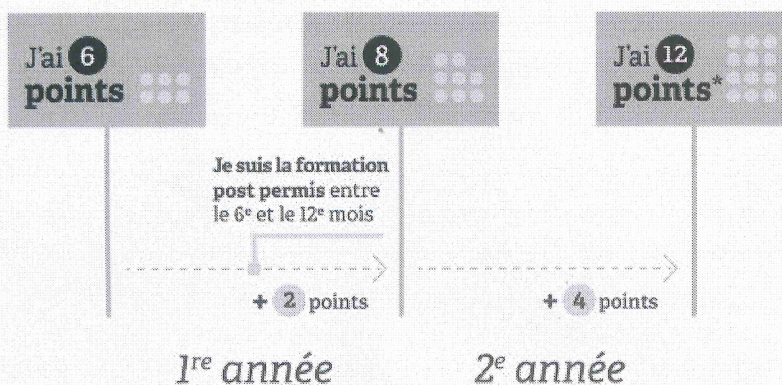 J'ai 6
points
J'ai 8
points
J'ai 12
points*
Je suis la formation
post permis entre
le 6e et le 12e mois
+ 2 points
+ 4 points
1re année
2e année